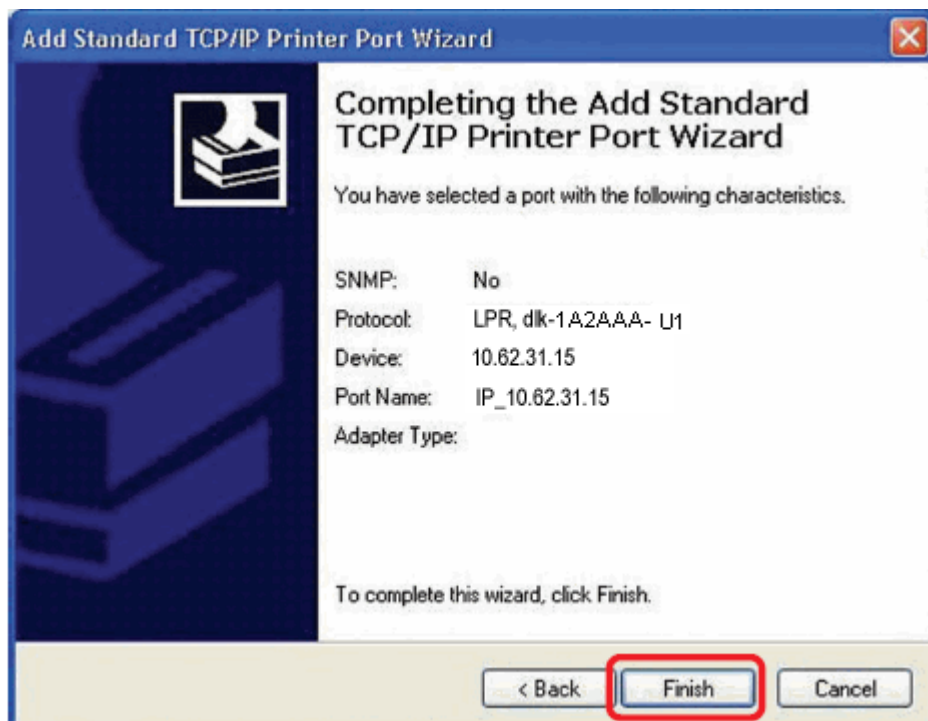 Add Standard TCP/IP Printer Port Wizard
Completing the Add Standard
TCP/IP Printer Port Wizard
You have selected a port with the following characteristics.
SNMP: No
Protocol: LPR, dlk-1A2AAA- U1
Device: 10.62.31.15
Port Name: IP_10.62.31.15
Adapter Type:
To complete this wizard, click Finish.
< Back Finish Cancel